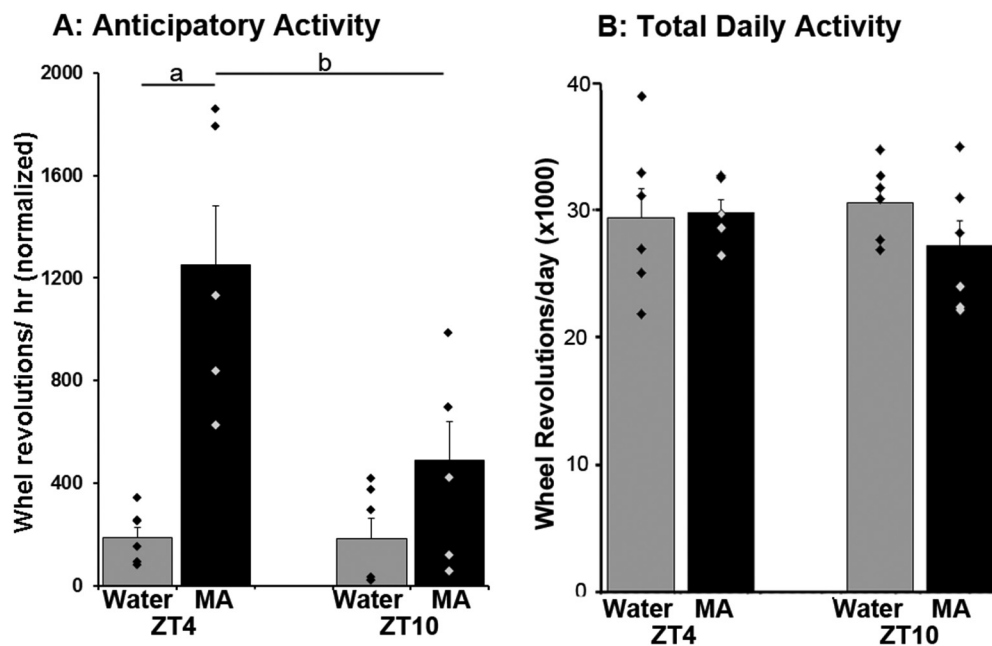 A: Anticipatory Activity
a
b
Whel revolutions/ hr (normalized)
2000
1600
1200
800
400
0
Water MA Water MA
ZT4 ZT10
B: Total Daily Activity
Wheel Revolutions/day (x1000)
40
30
20
10
0
Water MA Water MA
ZT4 ZT10